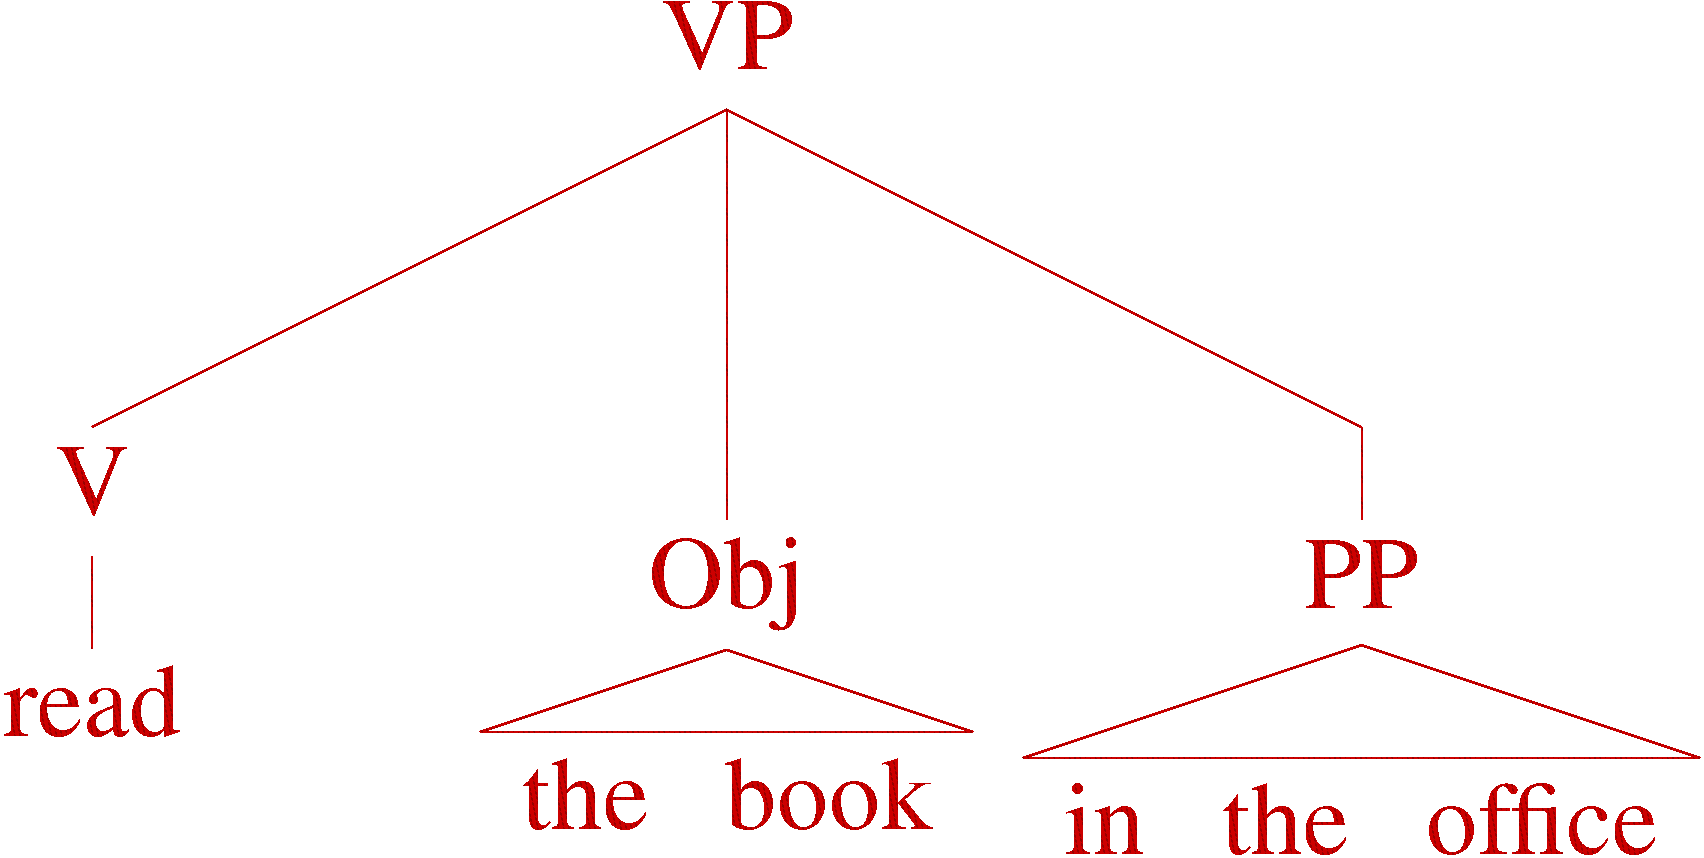 VP
V
Obj
PP
read
the book
in the office